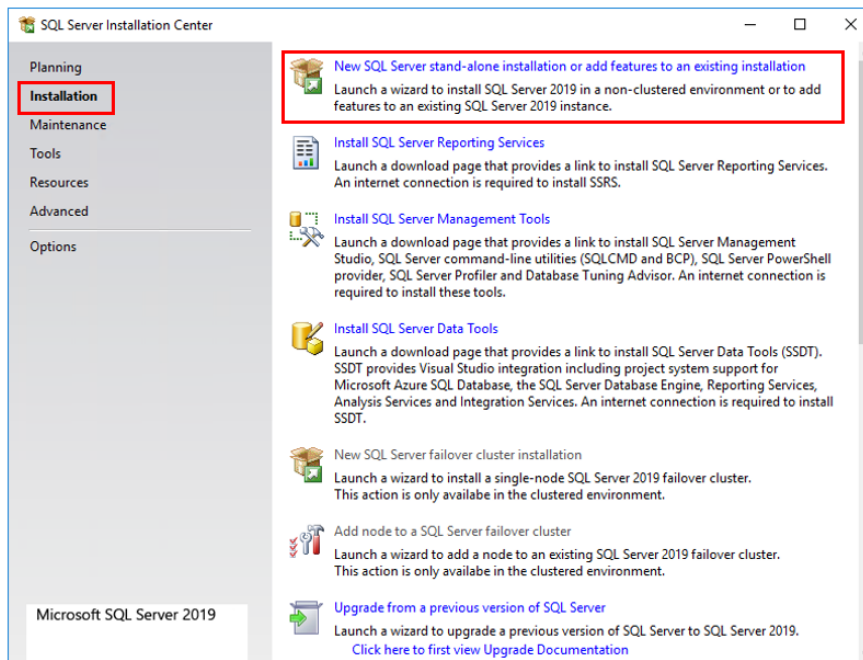 SQL Server Installation Center
Planning
Installation
Maintenance
Tools
Resources
Advanced
Options
Microsoft SQL Server 2019
New SQL Server stand-alone installation or add features to an existing installation
Launch a wizard to install SQL Server 2019 in a non-clustered environment or to add
features to an existing SQL Server 2019 instance.
Install SQL Server Reporting Services
Launch a download page that provides a link to install SQL Server Reporting Services.
An internet connection is required to install SSRS.
Install SQL Server Management Tools
Launch a download page that provides a link to install SQL Server Management
Studio, SQL Server command-line utilities (SQLCMD and BCP), SQL Server PowerShell
provider, SQL Server Profiler and Database Tuning Advisor. An internet connection is
required to install these tools.
Install SQL Server Data Tools
Launch a download page that provides a link to install SQL Server Data Tools (SSDT).
SSDT provides Visual Studio integration including project system support for
Microsoft Azure SQL Database, the SQL Server Database Engine, Reporting Services,
Analysis Services and Integration Services. An internet connection is required to install
SSDT.
New SQL Server failover cluster installation
Launch a wizard to install a single-node SQL Server 2019 failover cluster.
This action is only availabe in the clustered environment.
Add node to a SQL Server failover cluster
Launch a wizard to add a node to an existing SQL Server 2019 failover cluster.
This action is only availabe in the clustered environment.
Upgrade from a previous version of SQL Server
Launch a wizard to upgrade a previous version of SQL Server to SQL Server 2019.
Click here to first view Upgrade Documentation